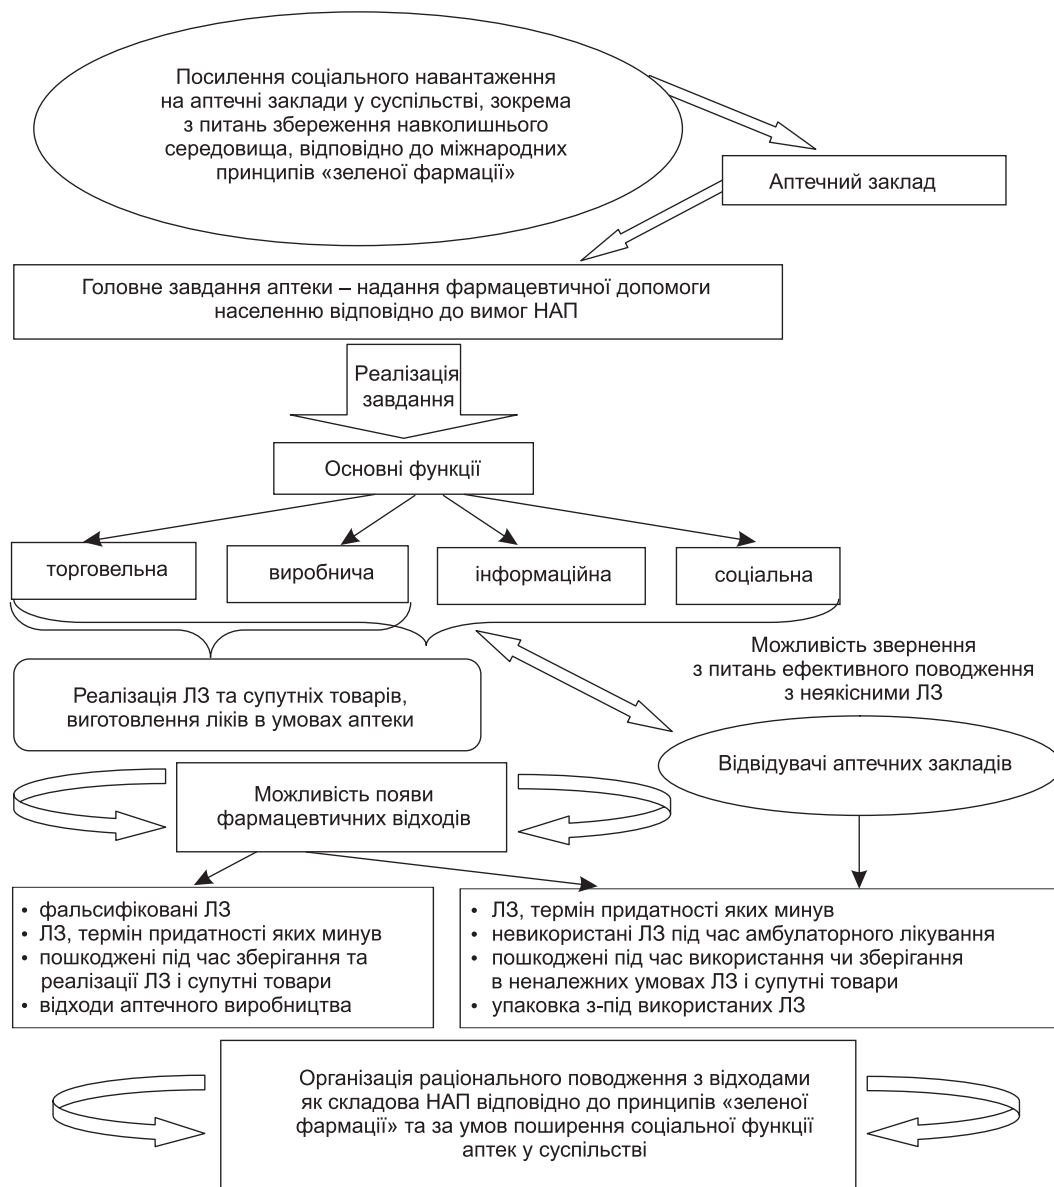 Посилення соціального навантаження
на аптечні заклади у суспільстві, зокрема
з питань збереження навколишнього
середовища, відповідно до міжнародних
принципів «зеленої фармації»
Аптечний заклад
Головне завдання аптеки – надання фармацевтичної допомоги
населенню відповідно до вимог НАП
Реалізація
завдання
Основні функції
торговельна
виробнича
інформаційна
соціальна
Можливість звернення
з питань ефективного поводження
з неякісними ЛЗ
Реалізація ЛЗ та супутніх товарів,
виготовлення ліків в умовах аптеки
Відвідувачі аптечних закладів
Можливість появи
фармацевтичних відходів
• фальсифіковані ЛЗ
• ЛЗ, термін придатності яких минув
• пошкоджені під час зберігання та
реалізації ЛЗ і супутні товари
• відходи аптечного виробництва
• ЛЗ, термін придатності яких минув
• невикористані ЛЗ під час амбулаторного лікування
• пошкоджені під час використання чи зберігання
в неналежних умовах ЛЗ і супутні товари
• упаковка з-під використаних ЛЗ
Організація раціонального поводження з відходами
як складова НАП відповідно до принципів «зеленої
фармації» та за умов поширення соціальної функції
аптек у суспільстві